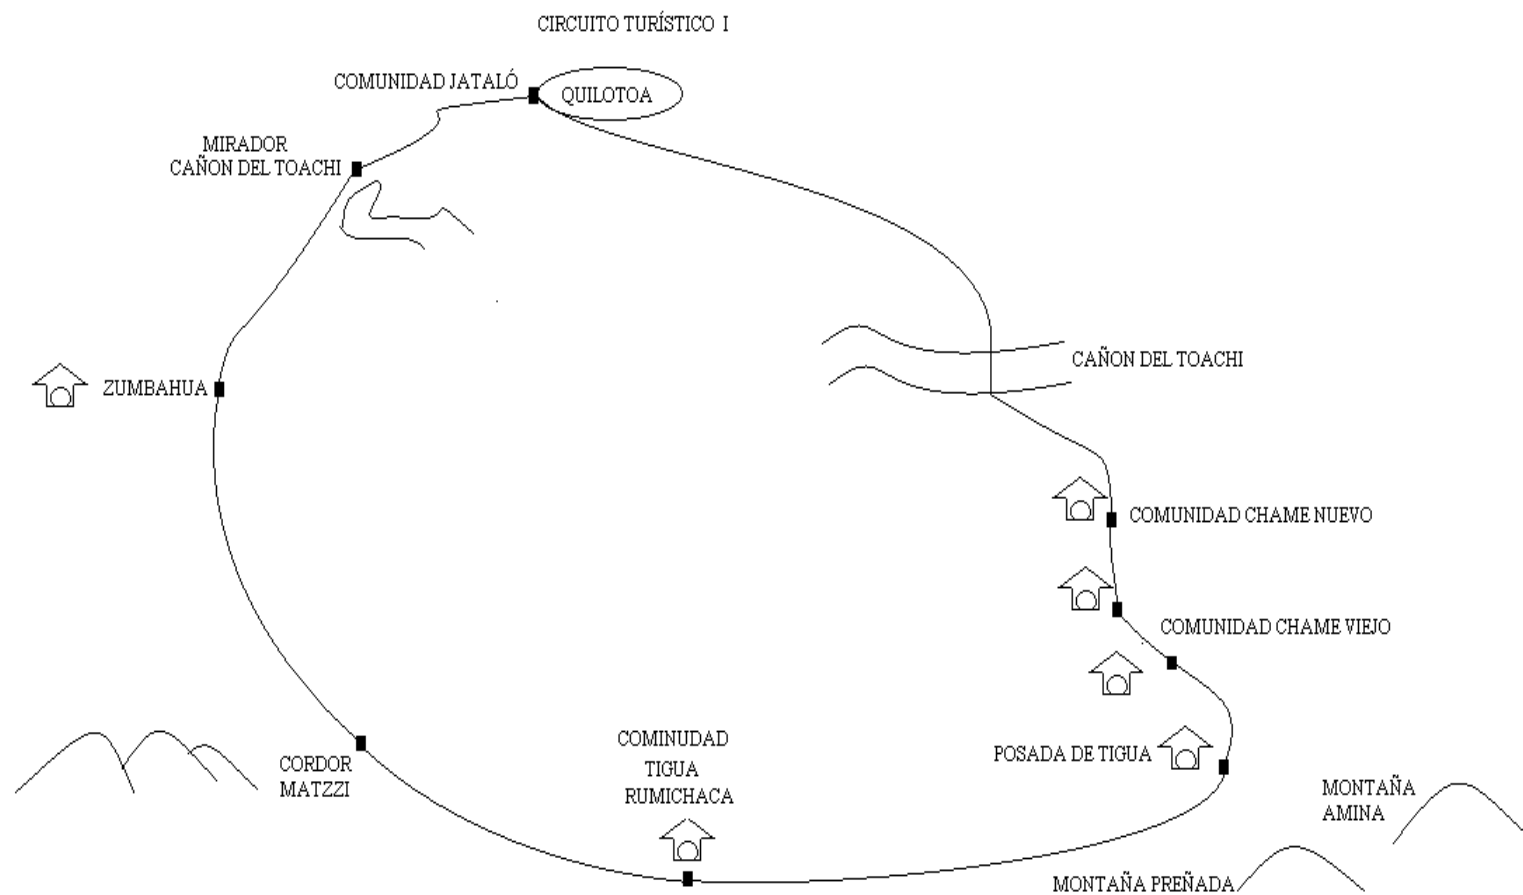 CIRCUITO TURÍSTICO I
COMUNIDAD JATALÓ
QUILOTOA
MIRADOR
CAÑON DEL TOACHI
CAÑON DEL TOACHI
ZUMBAHUA
COMUNIDAD CHAME NUEVO
COMUNIDAD CHAME VIEJO
COMINUDAD
TIGUA
RUMICHACA
POSADA DE TIGUA
CORDOR
MATZZI
MONTAÑA
AMINA
MONTAÑA PREÑADA